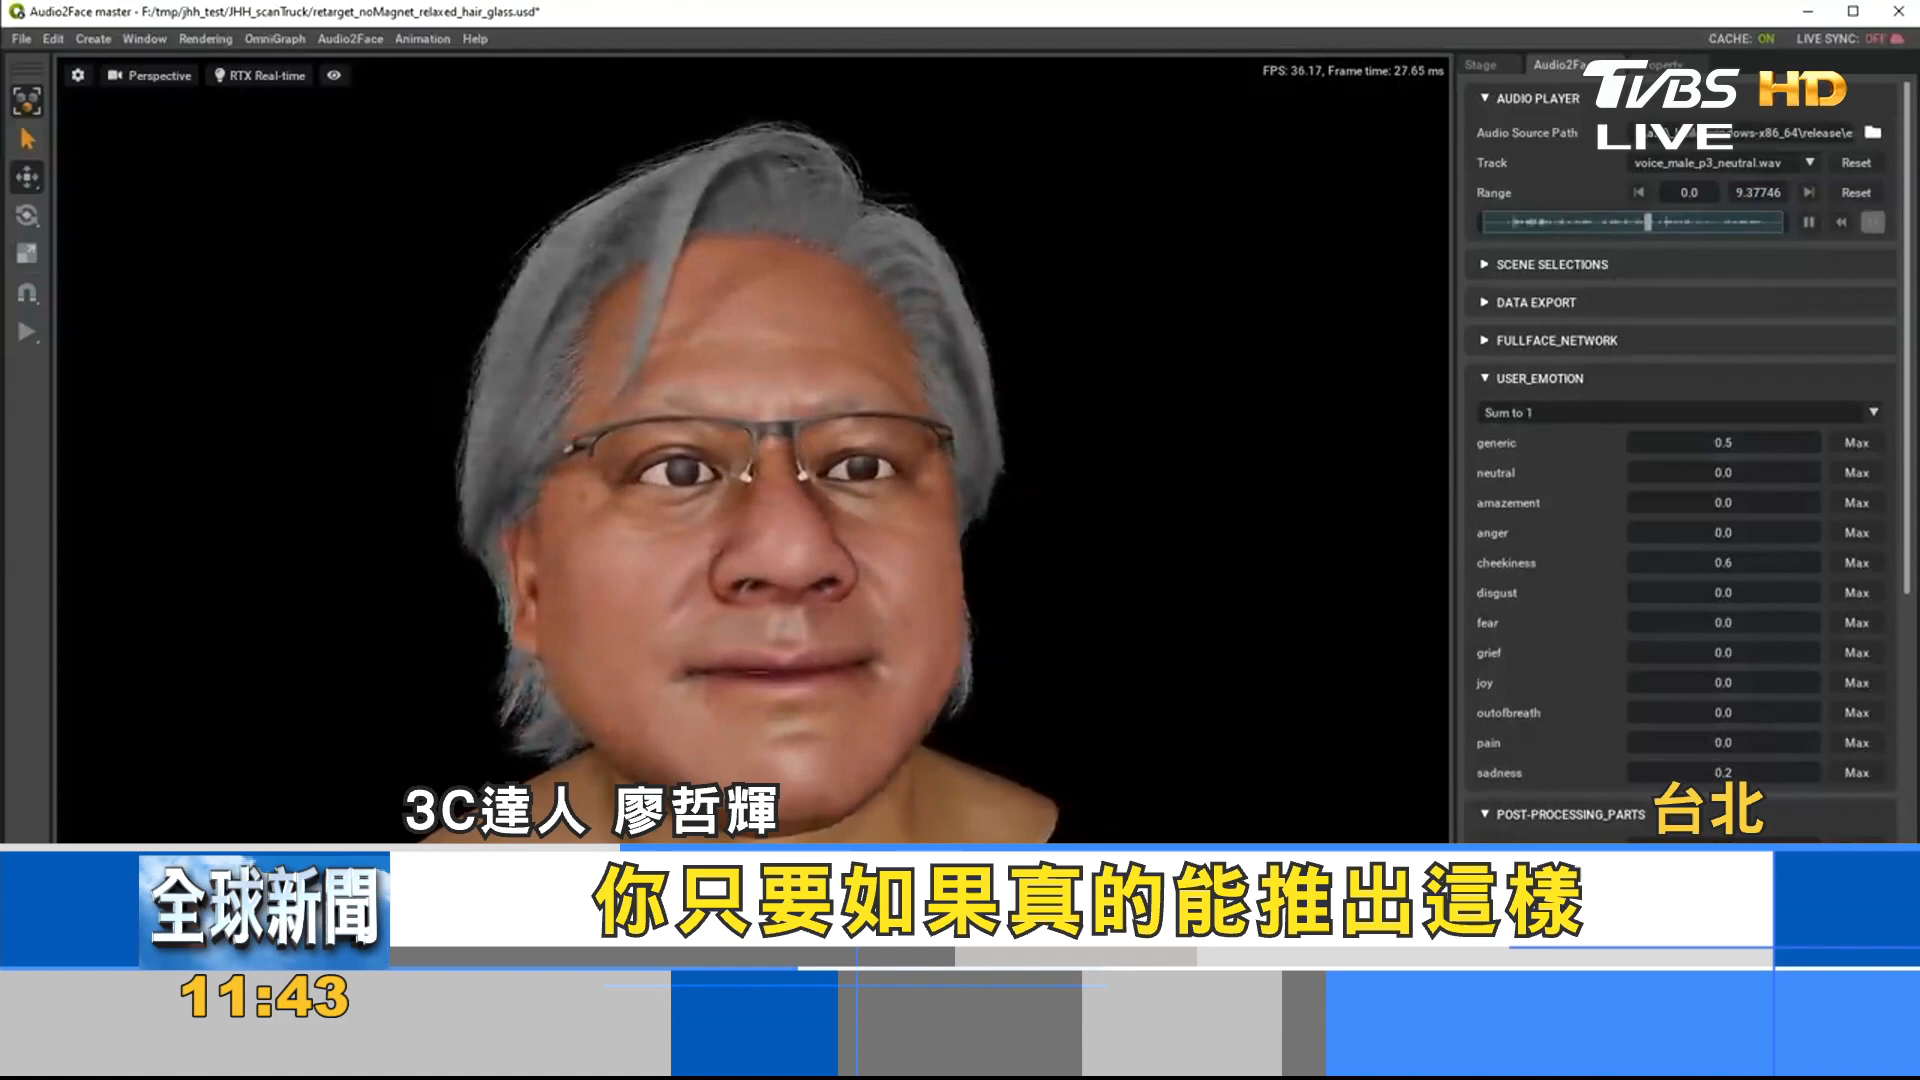 Audio2Face master - F:/tmp/jhh_test/JHH_scanTruck/retarget_noMagnet_relaxed_hair_glass.usd*
File Edit Create Window Rendering OmniGraph Audio2Face Animation Help
CACHE: ON LIVE SYNC: OFF
Perspective RTX Real-time
FPS: 36.17, Frame time: 27.65 ms
Stage
TVBS HD
LIVE
AUDIO PLAYER
Audio Source Path
Track voice_male_p3_neutral.wav Reset
Range 0.0 9.37746 Reset
SCENE SELECTIONS
DATA EXPORT
FULLFACE_NETWORK
USER_EMOTION
Sum to 1
generic 0.5 Max
neutral 0.0 Max
amazement 0.0 Max
anger 0.0 Max
cheekiness 0.6 Max
disgust 0.0 Max
fear 0.0 Max
grief 0.0 Max
joy 0.0 Max
outofbreath 0.0 Max
pain 0.0 Max
sadness 0.2 Max
POST-PROCESSING_PARTS
3C達人 廖哲輝
台北
全球新聞
你只要如果真的能推出這樣
11:43